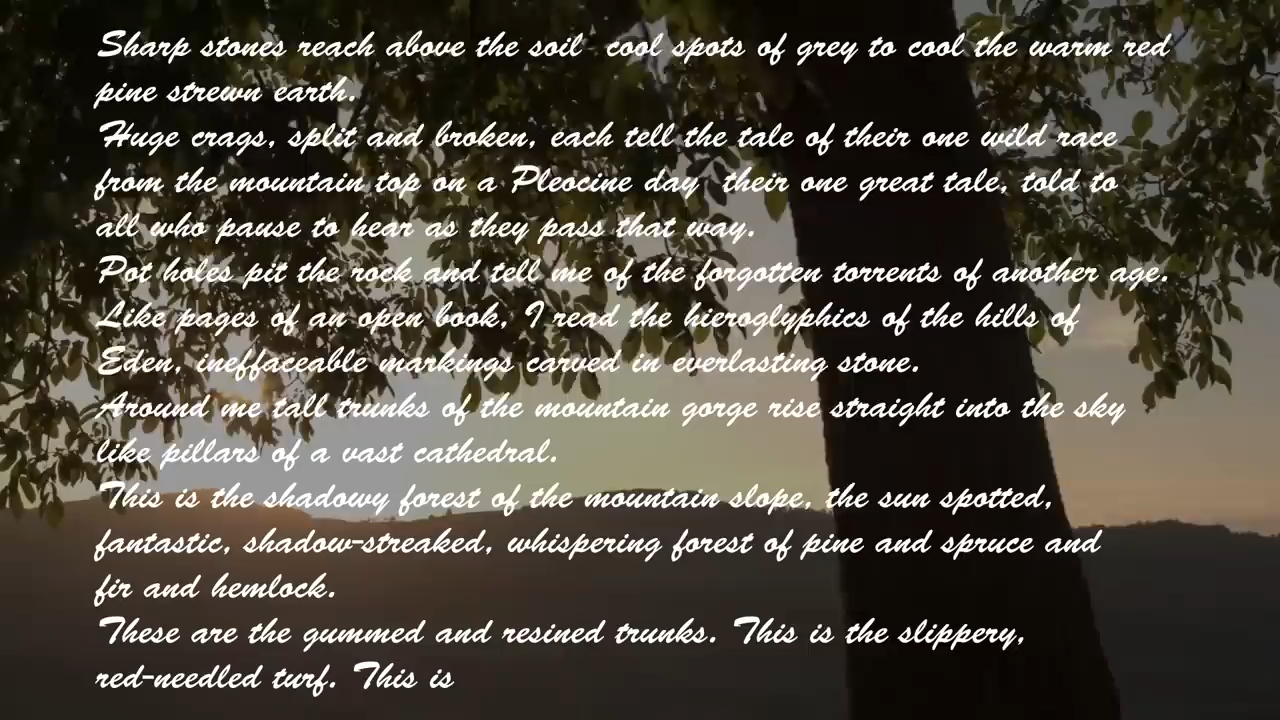 Sharp stones reach above the soil  cool spots of grey to cool the warm red
pine strewn earth.
Huge crags, split and broken, each tell the tale of their one wild race
from the mountain top on a Pleocine day  their one great tale, told to
all who pause to hear as they pass that way.
Pot holes pit the rock and tell me of the forgotten torrents of another age.
Like pages of an open book, I read the hieroglyphics of the hills of
Eden, ineffaceable markings carved in everlasting stone.
Around me tall trunks of the mountain gorge rise straight into the sky
like pillars of a vast cathedral.
This is the shadowy forest of the mountain slope, the sun spotted,
fantastic, shadow-streaked, whispering forest of pine and spruce and
fir and hemlock.
These are the gummed and resined trunks. This is the slippery,
red-needled turf. This is